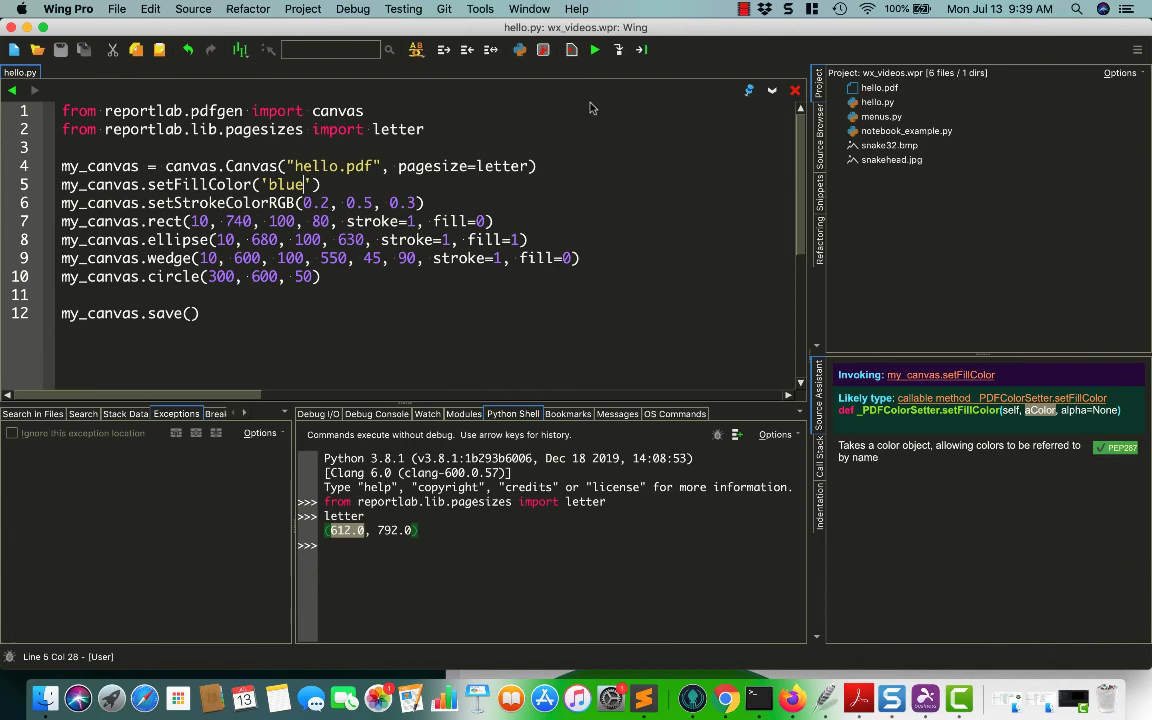 Wing Pro File Edit Source Refactor Project Debug Testing Git Tools Window Help 100% Mon Jul 13 9:39 AM
hello.py: wx_videos.wpr: Wing
hello.py
Project: wx_videos.wpr [6 files / 1 dirs] Options
hello.pdf
hello.py
menus.py
notebook_example.py
snake32.bmp
snakehead.jpg
Project
Source Browser
Snippets
Refactoring
1 from reportlab.pdfgen import canvas
2 from reportlab.lib.pagesizes import letter
3
4 my_canvas = canvas.Canvas("hello.pdf", pagesize=letter)
5 my_canvas.setFillColor('blue')
6 my_canvas.setStrokeColorRGB(0.2, 0.5, 0.3)
7 my_canvas.rect(10, 740, 100, 80, stroke=1, fill=0)
8 my_canvas.ellipse(10, 680, 100, 630, stroke=1, fill=1)
9 my_canvas.wedge(10, 600, 100, 550, 45, 90, stroke=1, fill=0)
10 my_canvas.circle(300, 600, 50)
11
12 my_canvas.save()
Source Assistant
Call Stack
Indentation
Invoking: my_canvas.setFillColor
Likely type: callable method _PDFColorSetter.setFillColor
def _PDFColorSetter.setFillColor(self, aColor, alpha=None)
Takes a color object, allowing colors to be referred to
by name
PEP287
Search in Files Search Stack Data Exceptions Break
Ignore this exception location Options
Debug I/O Debug Console Watch Modules Python Shell Bookmarks Messages OS Commands
Commands execute without debug. Use arrow keys for history. Options
Python 3.8.1 (v3.8.1:1b293b6006, Dec 18 2019, 14:08:53)
[Clang 6.0 (clang-600.0.57)]
Type "help", "copyright", "credits" or "license" for more information.
>>> from reportlab.lib.pagesizes import letter
>>> letter
(612.0, 792.0)
>>>
Line 5 Col 28 - [User]